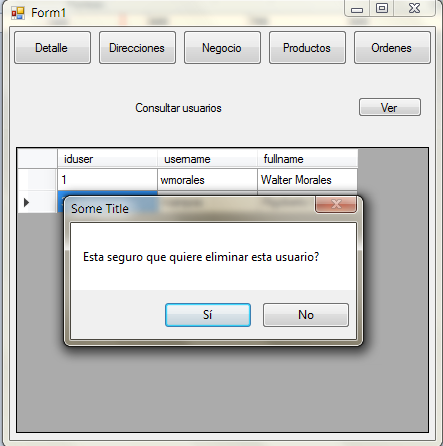 Form1
Detalle Direcciones Negocio Productos Ordenes
Consultar usuarios Ver
iduser username fullname
1 wmorales Walter Morales
Some Title
Esta seguro que quiere eliminar esta usuario?
Sí No